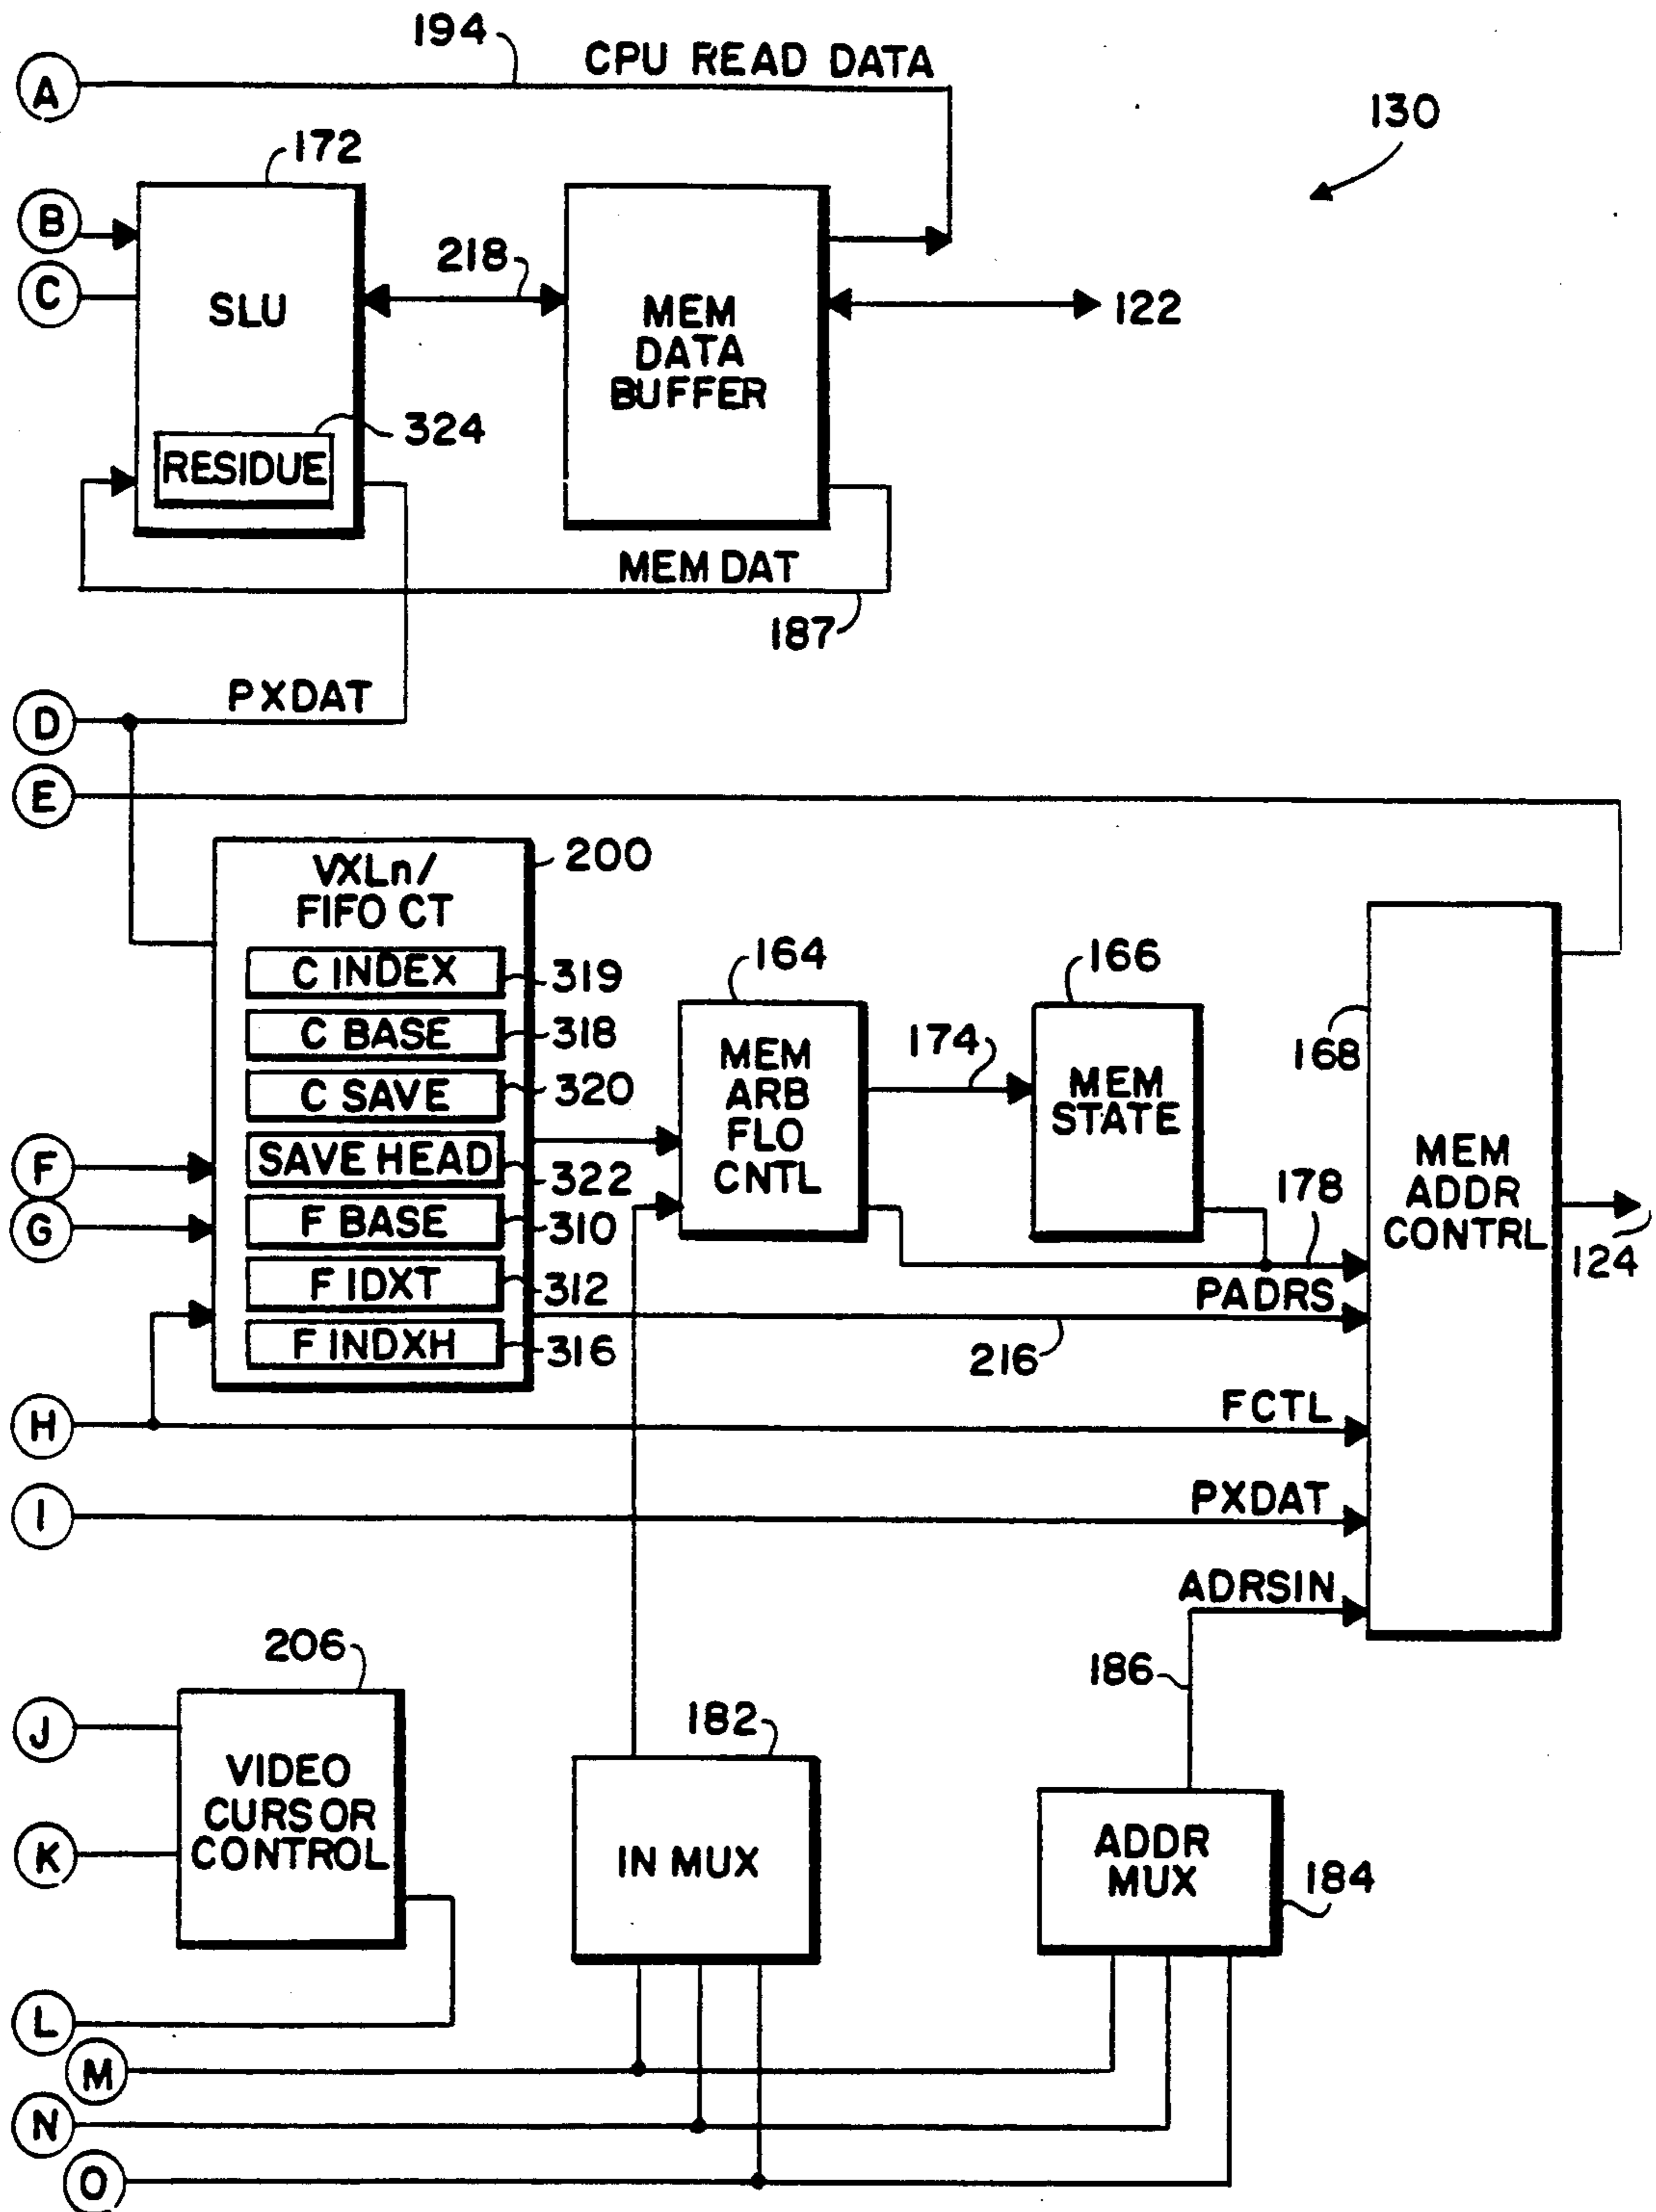 194
CPU READ DATA
A
130
172
B
C
218
SLU
MEM
DATA
BUFFER
122
324
RESIDUE
MEM DAT
187
D
PXDAT
E
VXLn/
FIFO CT
200
C INDEX
319
C BASE
318
C SAVE
320
SAVE HEAD
322
F BASE
310
F IDXT
312
F INDXH
316
164
MEM
ARB
FLO
CNTL
174
166
MEM
STATE
168
MEM
ADDR
CONTRL
178
124
F
G
PADRS
216
H
FCTL
I
PXDAT
ADRSIN
206
186
J
182
VIDEO
CURSOR
CONTROL
K
IN MUX
ADDR
MUX
184
L
M
N
O